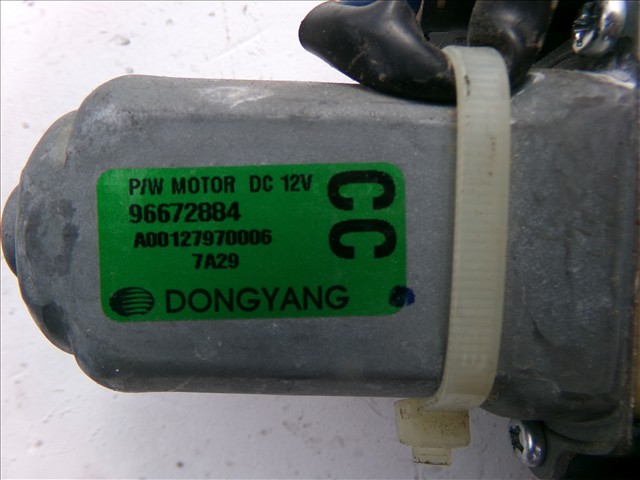 P/W MOTOR DC 12V
96672884
A00127970006
7A29
DONGYANG
CC